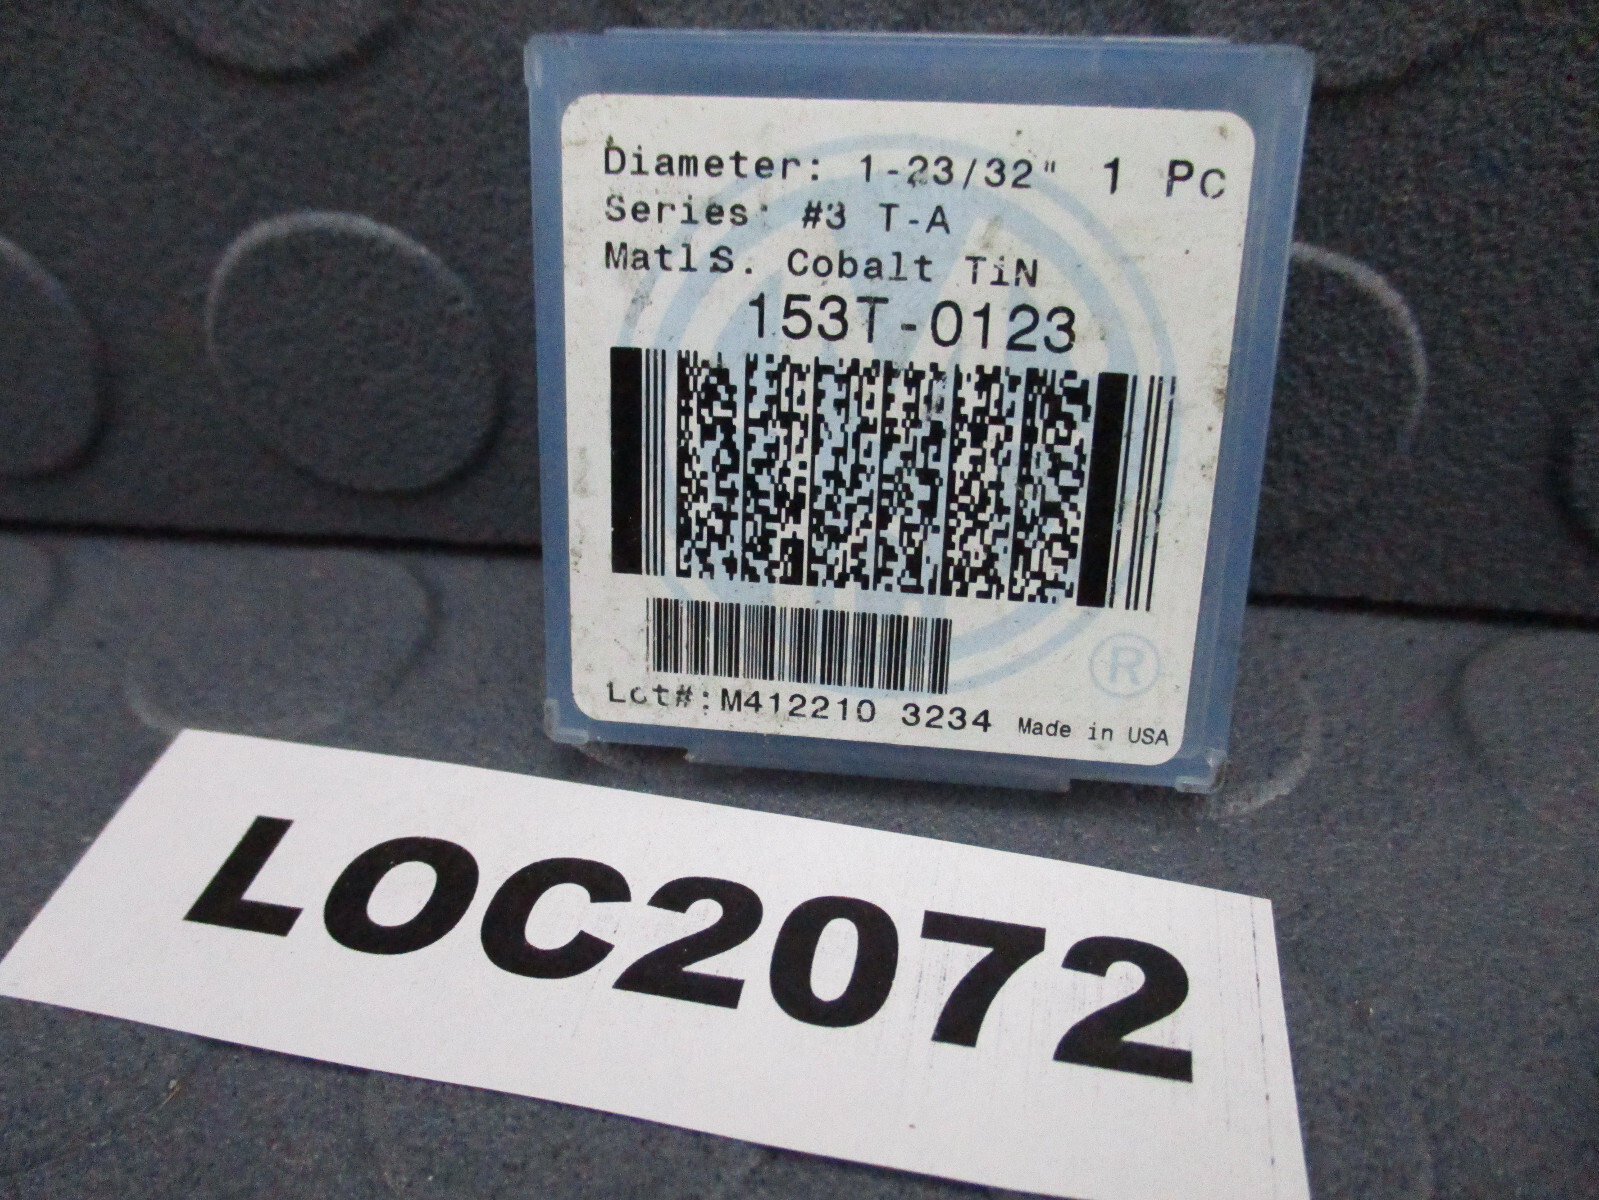 Diameter: 1-23/32" 1 Pc
Series: #3 T-A
MatlS. Cobalt TiN
153T-0123
Lot#:M412210 3234 Made in USA
®
LOC2072